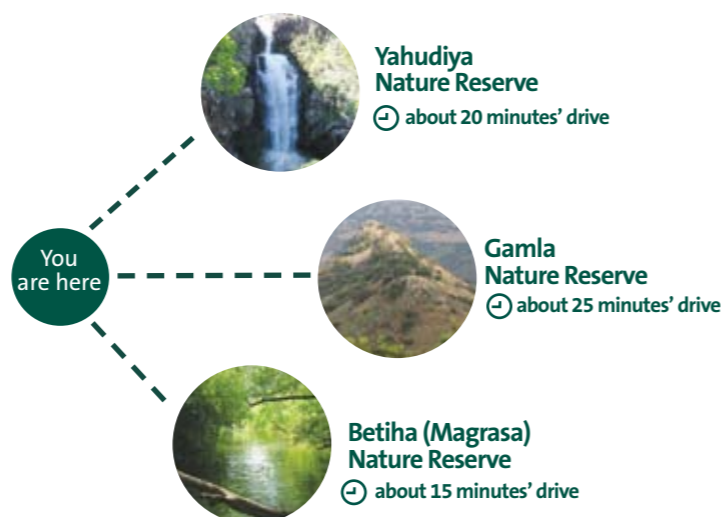 Yahudiya
Nature Reserve
about 20 minutes’ drive
You
are here
Gamla
Nature Reserve
about 25 minutes’ drive
Betiha (Magrasa)
Nature Reserve
about 15 minutes’ drive